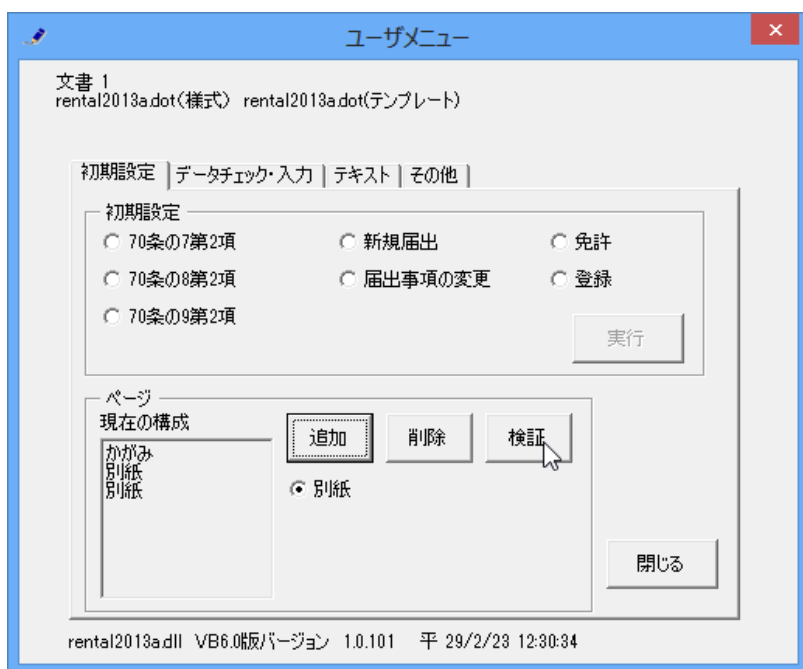 ユーザメニュー
文書 1
rental2013a.dot(様式) rental2013a.dot(テンプレート)
初期設定 データチェック・入力 テキスト その他
初期設定
70条の7第2項 新規届出 免許
70条の8第2項 届出事項の変更 登録
70条の9第2項
実行
ページ
現在の構成
追加 削除 検証
かがみ
別紙
別紙
別紙
閉じる
rental2013a.dll VB6.0版バージョン 1.0.101 平 29/2/23 12:30:34